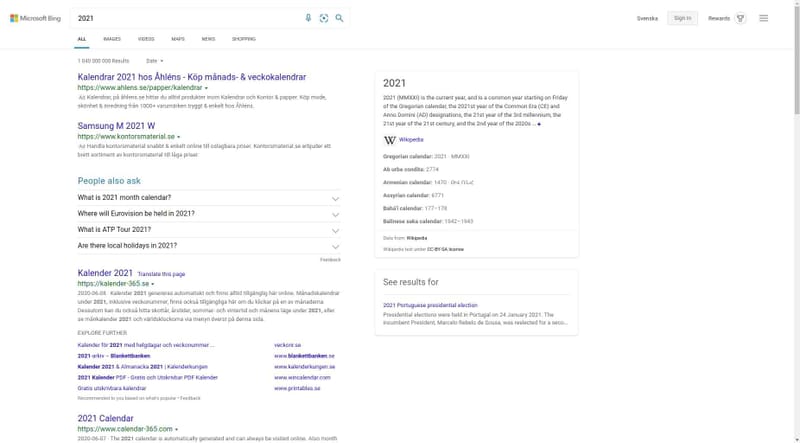 Microsoft Bing
2021
Svenska
Sign in
Rewards
ALL
IMAGES
VIDEOS
MAPS
NEWS
SHOPPING
1 040 000 000 Results
Date
Kalendrar 2021 hos Åhléns - Köp månads- & veckokalendrar
https://www.ahlens.se/papper/kalendrar
Ad Kalendrar, på åhléns.se hittar du alltid produkter inom Kalendrar och Kontor & papper. Köp mode,
skönhet & inredning från 1000+ varumärken tryggt & enkelt hos Åhléns.
Samsung M 2021 W
https://www.kontorsmaterial.se
Ad Handla kontorsmaterial snabbt & enkelt online till oslagbara priser. Kontorsmaterial.se erbjuder ett
brett sortiment av kontorsmaterial till låga priser.
People also ask
What is 2021 month calendar?
Where will Eurovision be held in 2021?
What is ATP Tour 2021?
Are there local holidays in 2021?
Feedback
Kalender 2021 Translate this page
https://kalender-365.se
2020-06-08 · Kalender 2021 genereras automatiskt och finns alltid tillgänglig här online. Månadskalendrar
under 2021, inklusive veckonummer, finns också tillgängliga här om du klickar på en av månaderna.
Dessutom kan du också hitta skottår, årstider, sommar- och vintertid och månens läge under 2021, eller
se månkalender 2021 och världsklockorna via menyn överst på denna sida.
EXPLORE FURTHER
Kalender för 2021 med helgdagar och veckonummer ...
veckonr.se
2021-arkiv – Blankettbanken
www.blankettbanken.se
Kalender 2021 & Almanacka 2021 | Kalenderkungen
www.kalenderkungen.se
2021 Kalender PDF - Gratis och Utskrivbar PDF Kalender
www.wincalendar.com
Gratis utskrivbara kalendrar
www.printables.se
Recommended to you based on what's popular • Feedback
2021 Calendar
https://www.calendar-365.com
2020-06-07 · The 2021 calendar is automatically generated and can always be visited online. Also month
2021
2021 (MMXXI) is the current year, and is a common year starting on Friday
of the Gregorian calendar, the 2021st year of the Common Era (CE) and
Anno Domini (AD) designations, the 21st year of the 3rd millennium, the
21st year of the 21st century, and the 2nd year of the 2020s ...
W Wikipedia
Gregorian calendar: 2021 · MMXXI
Ab urbe condita: 2774
Armenian calendar: 1470 · ԹՎ ՌՆՀ
Assyrian calendar: 6771
Bahá'í calendar: 177–178
Balinese saka calendar: 1942–1943
Data from: Wikipedia
Wikipedia text under CC-BY-SA license
See results for
2021 Portuguese presidential election
Presidential elections were held in Portugal on 24 January 2021. The
incumbent President, Marcelo Rebelo de Sousa, was reelected for a seco...